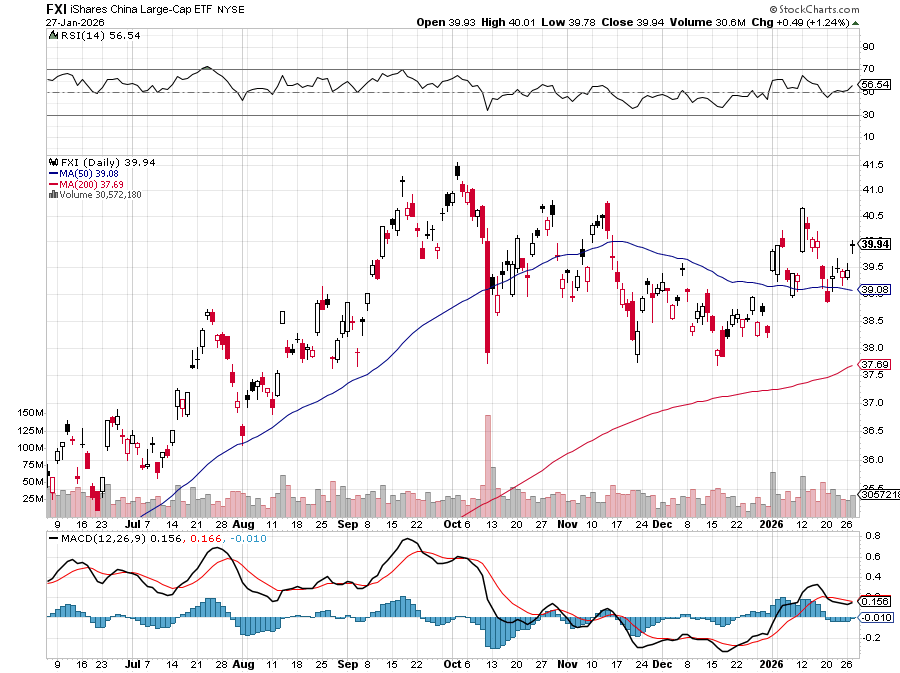 FXI iShares China Large-Cap ETF NYSE © StockCharts.com
27-Jan-2026 Open 39.93 High 40.01 Low 39.78 Close 39.94 Volume 30.6M Chg +0.49 (+1.24%)
RSI(14) 56.54
90
70
56.54
50
30
10
FXI (Daily) 39.94
MA(50) 39.08
MA(200) 37.69
Volume 30,572,180
41.5
41.0
40.5
39.94
39.5
39.08
38.5
38.0
37.69
37.5
37.0
36.5
36.0
35.5
150M
125M
100M
75M
50M
25M
3057218
9 16 23 Jul 7 14 21 28 Aug 11 18 25 Sep 8 15 22 Oct 6 13 20 27 Nov 10 17 24 Dec 8 15 22 2026 12 20 26
MACD(12,26,9) 0.156, 0.166, -0.010
0.8
0.6
0.4
0.156
-0.010
-0.2
9 16 23 Jul 7 14 21 28 Aug 11 18 25 Sep 8 15 22 Oct 6 13 20 27 Nov 10 17 24 Dec 8 15 22 2026 12 20 26